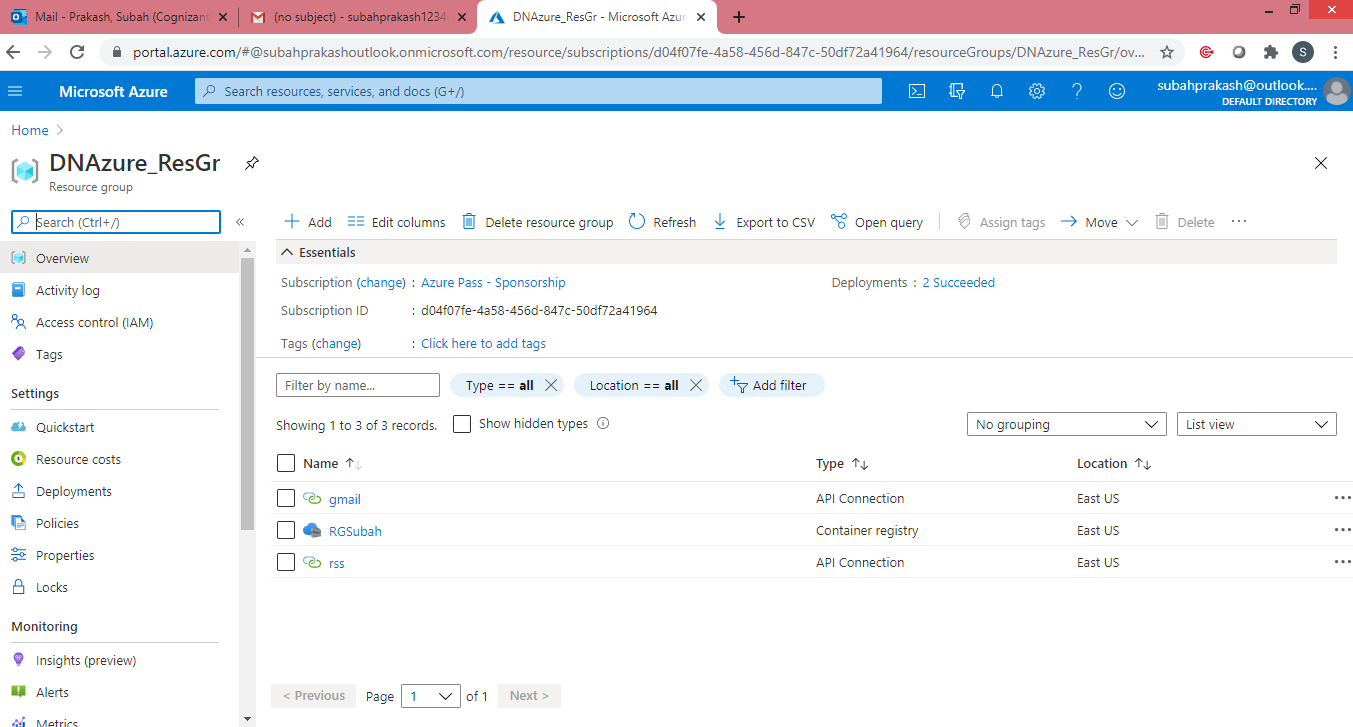 Mail - Prakash, Subah (Cognizant
(no subject) - subahprakash1234
DNAzure_ResGr - Microsoft Azur
portal.azure.com/#@subahprakashoutlook.onmicrosoft.com/resource/subscriptions/d04f07fe-4a58-456d-847c-50df72a41964/resourceGroups/DNAzure_ResGr/ov...
S
Microsoft Azure
Search resources, services, and docs (G+/)
subahprakash@outlook....
DEFAULT DIRECTORY
Home >
DNAzure_ResGr
Resource group
Search (Ctrl+/)
«
Add
Edit columns
Delete resource group
Refresh
Export to CSV
Open query
Assign tags
Move
Delete
...
Overview
Activity log
Access control (IAM)
Tags
Settings
Quickstart
Resource costs
Deployments
Policies
Properties
Locks
Monitoring
Insights (preview)
Alerts
Metrics
Essentials
Subscription (change) : Azure Pass - Sponsorship
Deployments : 2 Succeeded
Subscription ID : d04f07fe-4a58-456d-847c-50df72a41964
Tags (change) : Click here to add tags
Filter by name...
Type == all
Location == all
Add filter
Showing 1 to 3 of 3 records.
Show hidden types
No grouping
List view
Name ↑↓ Type ↑↓ Location ↑↓
gmail API Connection East US ...
RGSubah Container registry East US ...
rss API Connection East US ...
< Previous Page 1 of 1 Next >